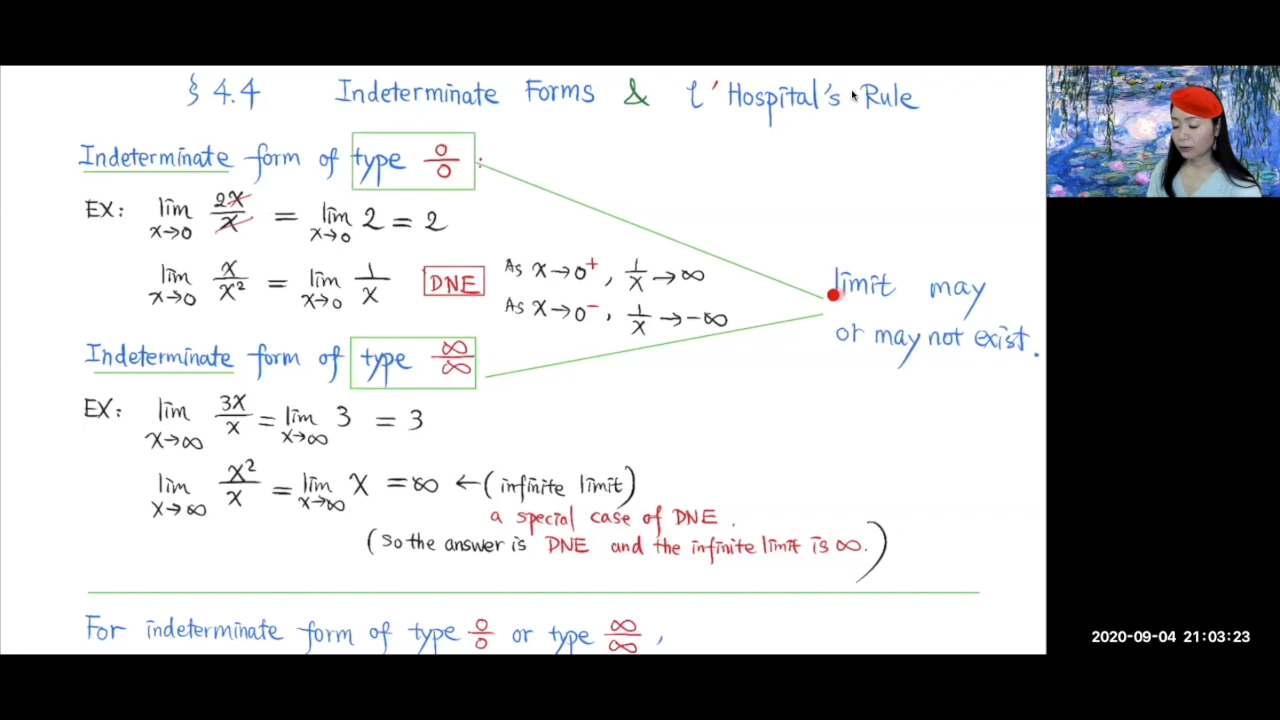 § 4.4 Indeterminate Forms & l'Hospital's Rule
Indeterminate form of type 0/0 :
EX: lim x→0 2x/x = lim x→0 2 = 2
lim x→0 x/x² = lim x→0 1/x DNE
As x→0⁺, 1/x → ∞
As x→0⁻, 1/x → -∞
limit may
or may not exist.
Indeterminate form of type ∞/∞
EX: lim x→∞ 3x/x = lim x→∞ 3 = 3
lim x→∞ x²/x = lim x→∞ x = ∞ ← (infinite limit)
a special case of DNE.
(So the answer is DNE and the infinite limit is ∞.)
For indeterminate form of type 0/0 or type ∞/∞,
2020-09-04 21:03:23